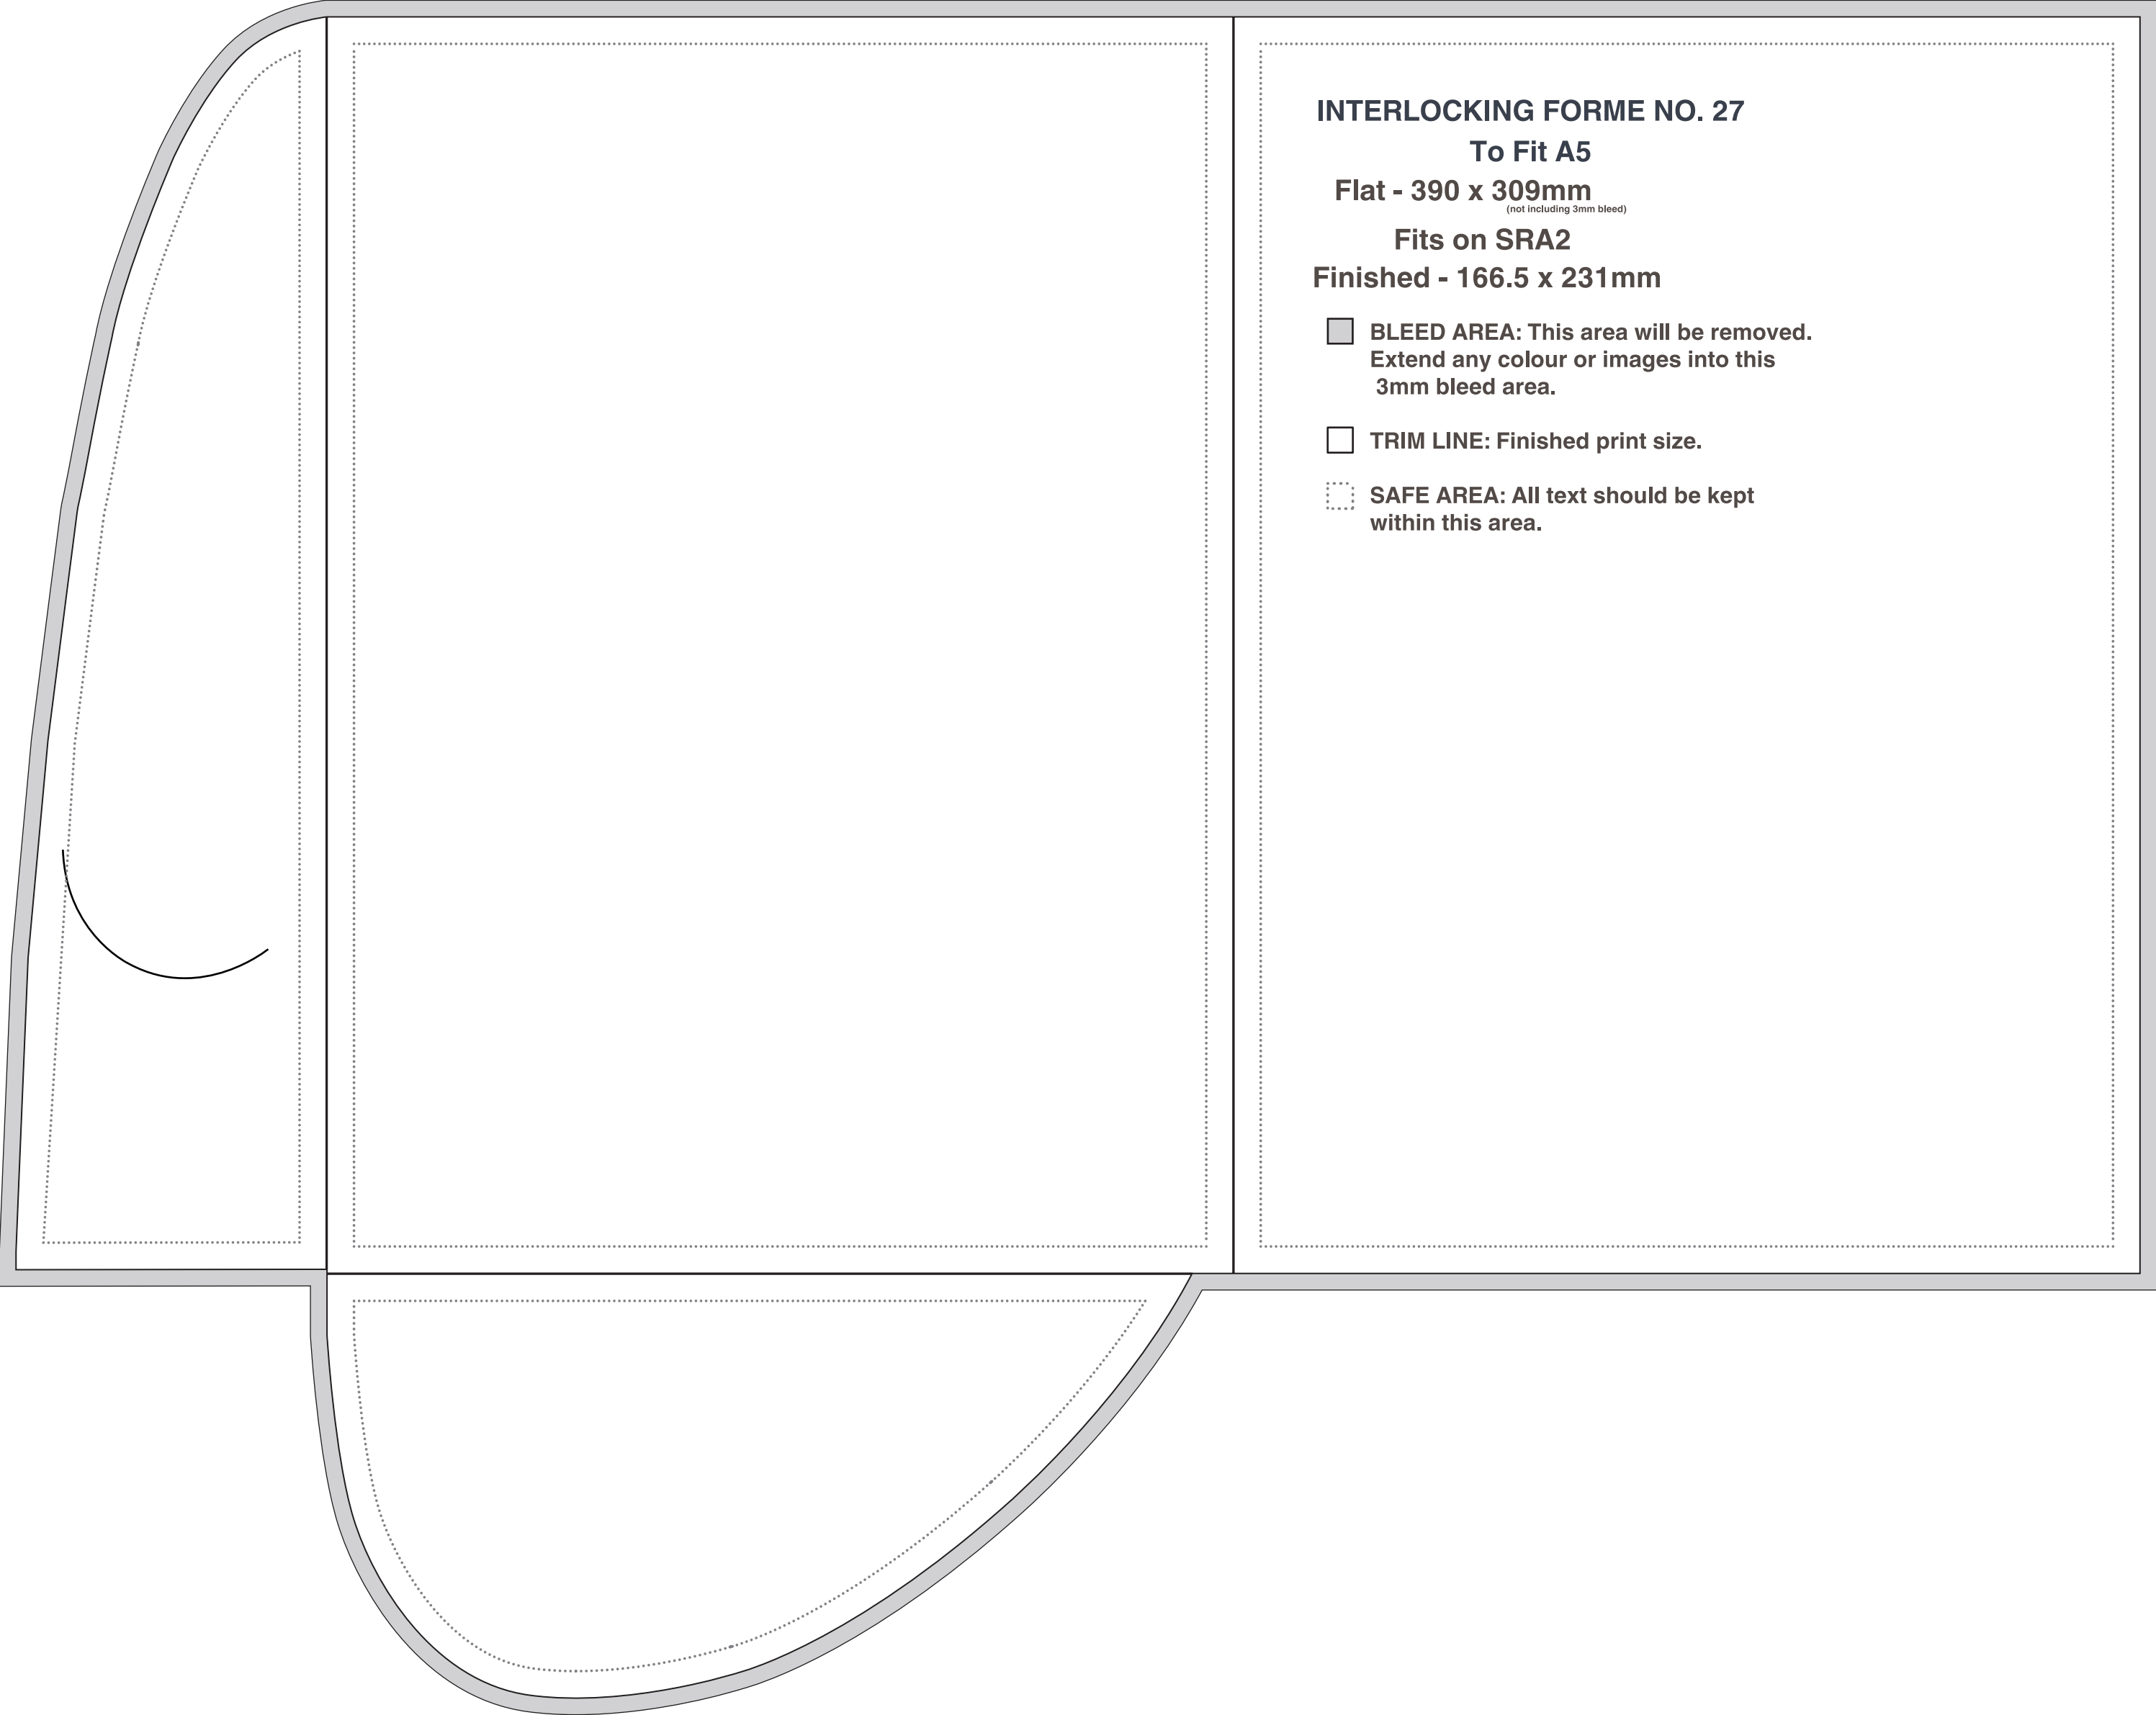 INTERLOCKING FORME NO. 27
To Fit A5
Flat - 390 x 309mm
(not including 3mm bleed)
Fits on SRA2
Finished - 166.5 x 231mm
BLEED AREA: This area will be removed.
Extend any colour or images into this
3mm bleed area.
TRIM LINE: Finished print size.
SAFE AREA: All text should be kept
within this area.